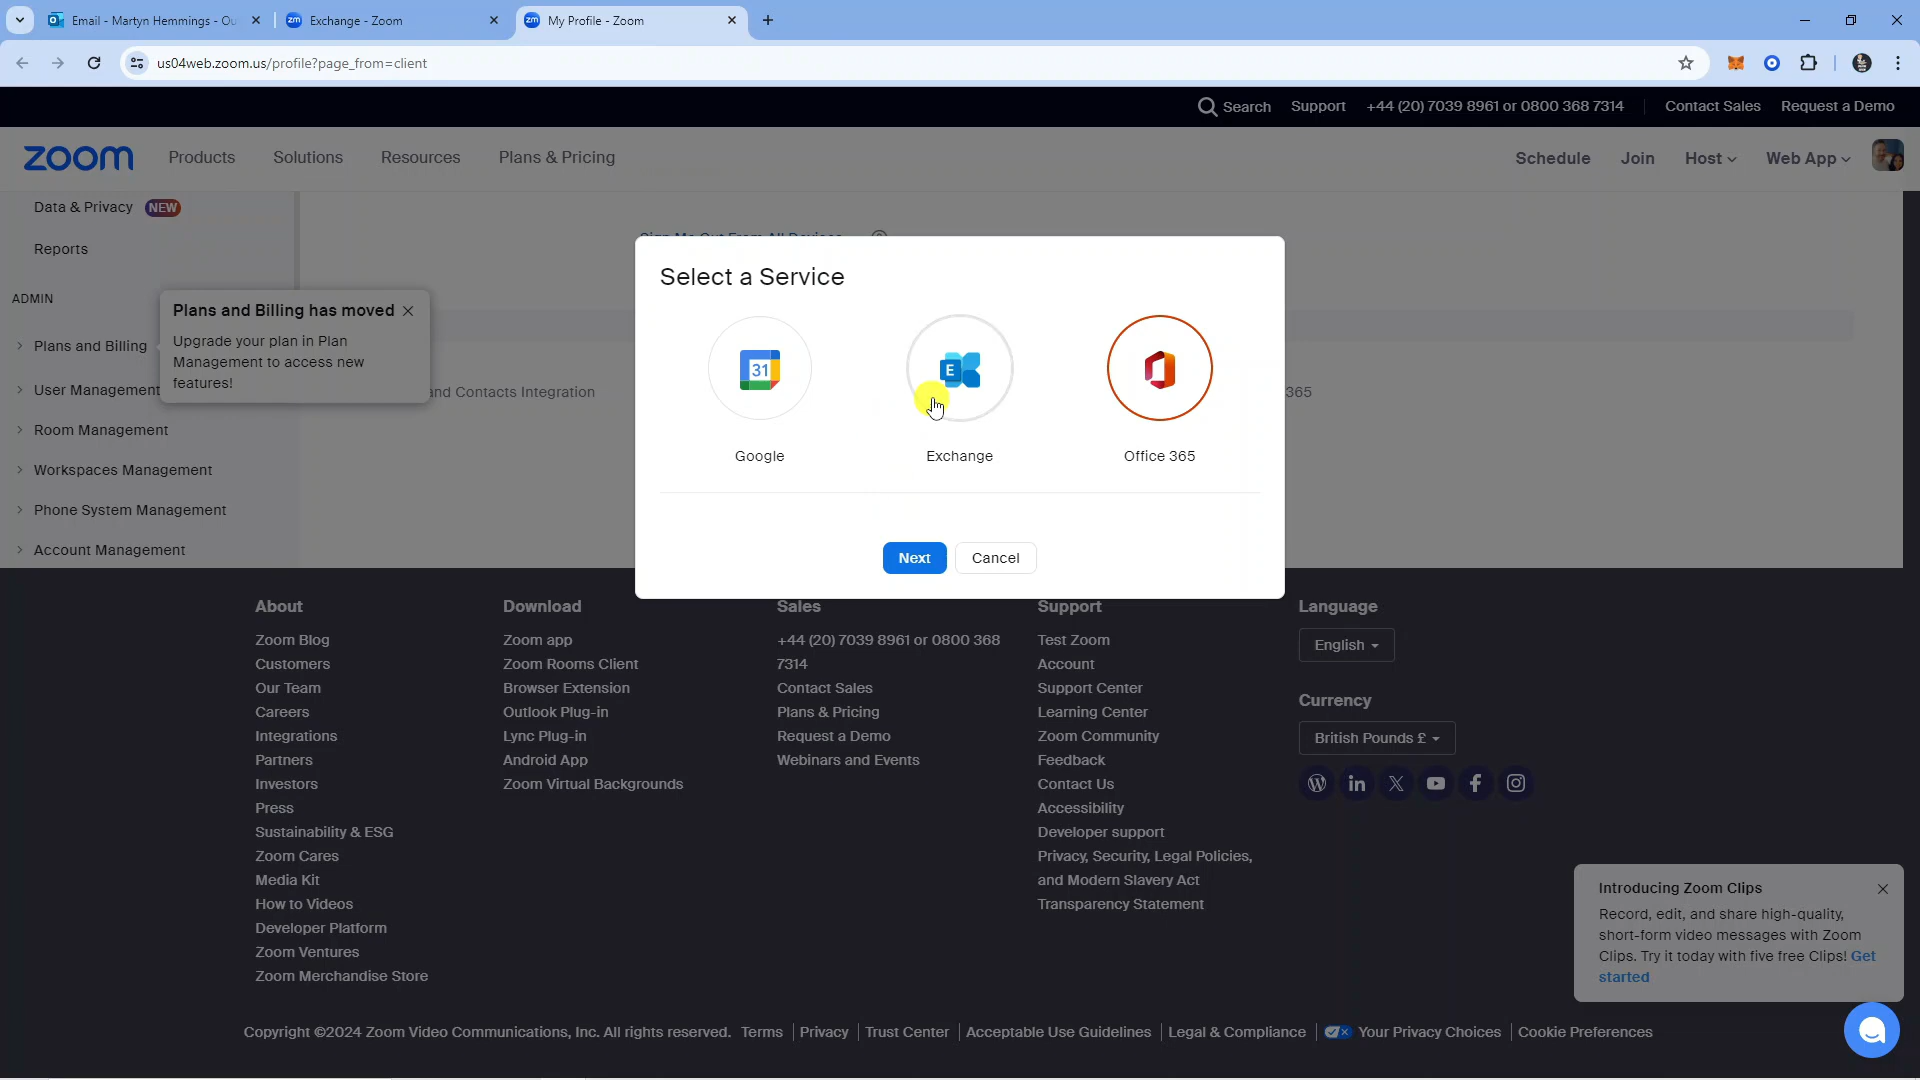 Email - Martyn Hemmings - Ou
Exchange - Zoom
My Profile - Zoom
us04web.zoom.us/profile?page_from=client
Search
Support
+44 (20) 7039 8961 or 0800 368 7314
Contact Sales
Request a Demo
zoom
Products
Solutions
Resources
Plans & Pricing
Schedule
Join
Host
Web App
Data & Privacy NEW
Reports
ADMIN
Plans and Billing
User Management
Room Management
Workspaces Management
Phone System Management
Account Management
Plans and Billing has moved
Upgrade your plan in Plan
Management to access new
features!
Sign Me Out From All Devices
and Contacts Integration
365
Select a Service
31
E
Google
Exchange
Office 365
Next
Cancel
About
Zoom Blog
Customers
Our Team
Careers
Integrations
Partners
Investors
Press
Sustainability & ESG
Zoom Cares
Media Kit
How to Videos
Developer Platform
Zoom Ventures
Zoom Merchandise Store
Download
Zoom app
Zoom Rooms Client
Browser Extension
Outlook Plug-in
Lync Plug-in
Android App
Zoom Virtual Backgrounds
Sales
+44 (20) 7039 8961 or 0800 368
7314
Contact Sales
Plans & Pricing
Request a Demo
Webinars and Events
Support
Test Zoom
Account
Support Center
Learning Center
Zoom Community
Feedback
Contact Us
Accessibility
Developer support
Privacy, Security, Legal Policies,
and Modern Slavery Act
Transparency Statement
Language
English
Currency
British Pounds £
Introducing Zoom Clips
Record, edit, and share high-quality,
short-form video messages with Zoom
Clips. Try it today with five free Clips! Get
started
Copyright ©2024 Zoom Video Communications, Inc. All rights reserved. Terms Privacy Trust Center Acceptable Use Guidelines Legal & Compliance Your Privacy Choices Cookie Preferences